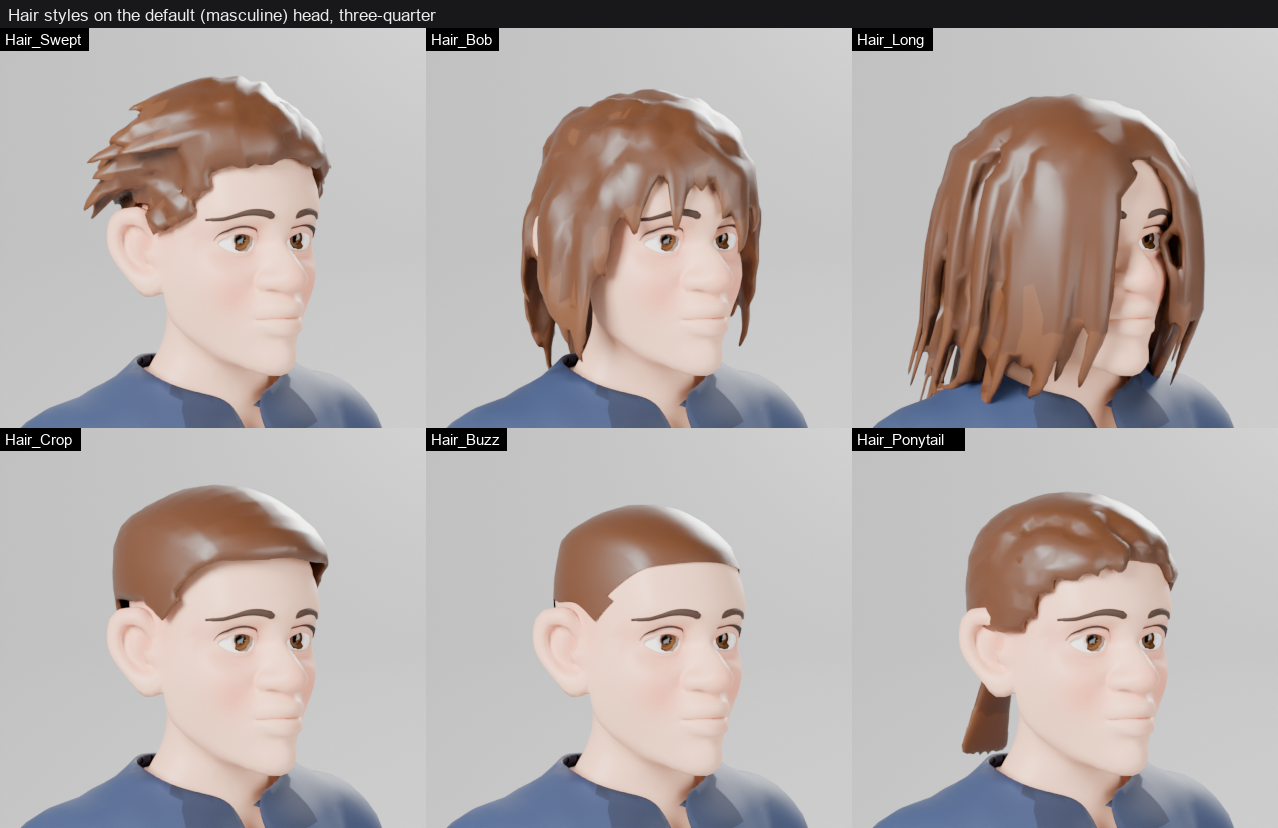 Hair styles on the default (masculine) head, three-quarter
Hair_Swept
Hair_Bob
Hair_Long
Hair_Crop
Hair_Buzz
Hair_Ponytail